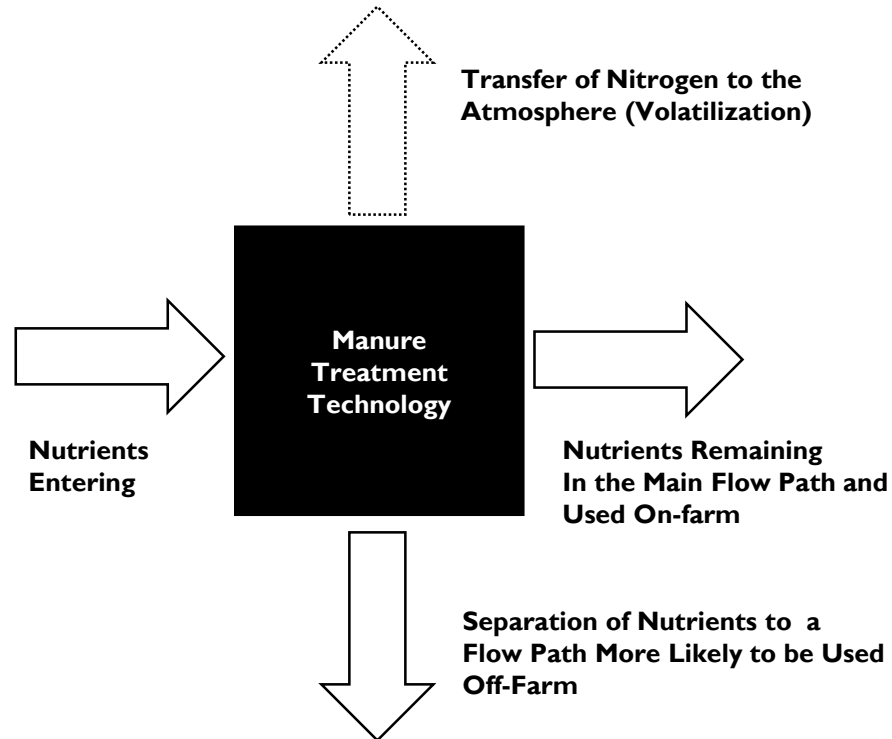 Transfer of Nitrogen to the
Atmosphere (Volatilization)
Manure
Treatment
Technology
Nutrients
Entering
Nutrients Remaining
In the Main Flow Path and
Used On-farm
Separation of Nutrients to a
Flow Path More Likely to be Used
Off-Farm